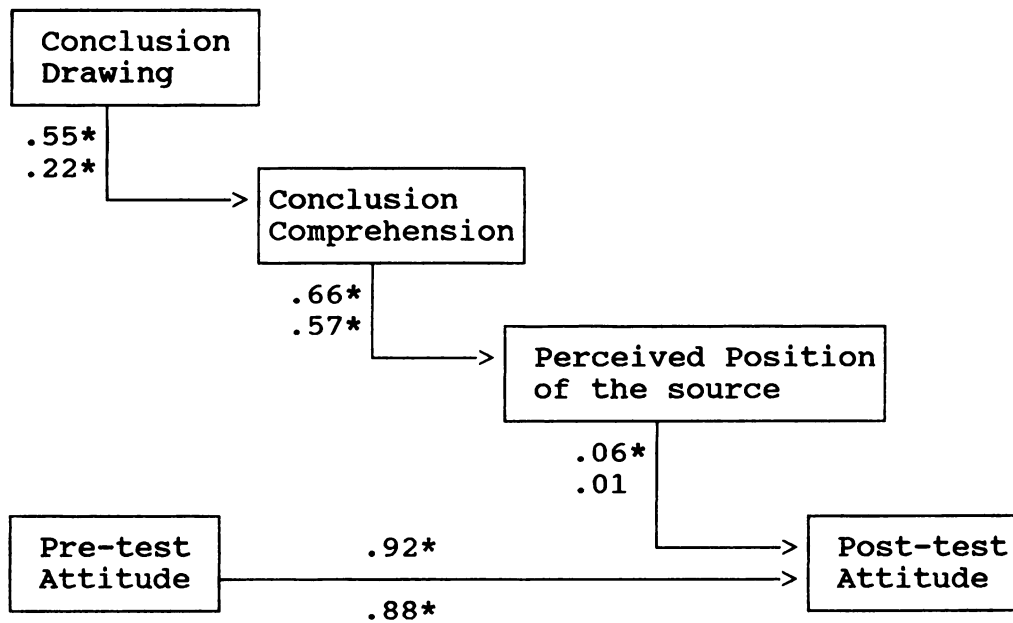 Conclusion
Drawing
.55*
.22*
Conclusion
Comprehension
.66*
.57*
Perceived Position
of the source
.06*
.01
Pre-test
Attitude
.92*
.88*
Post-test
Attitude